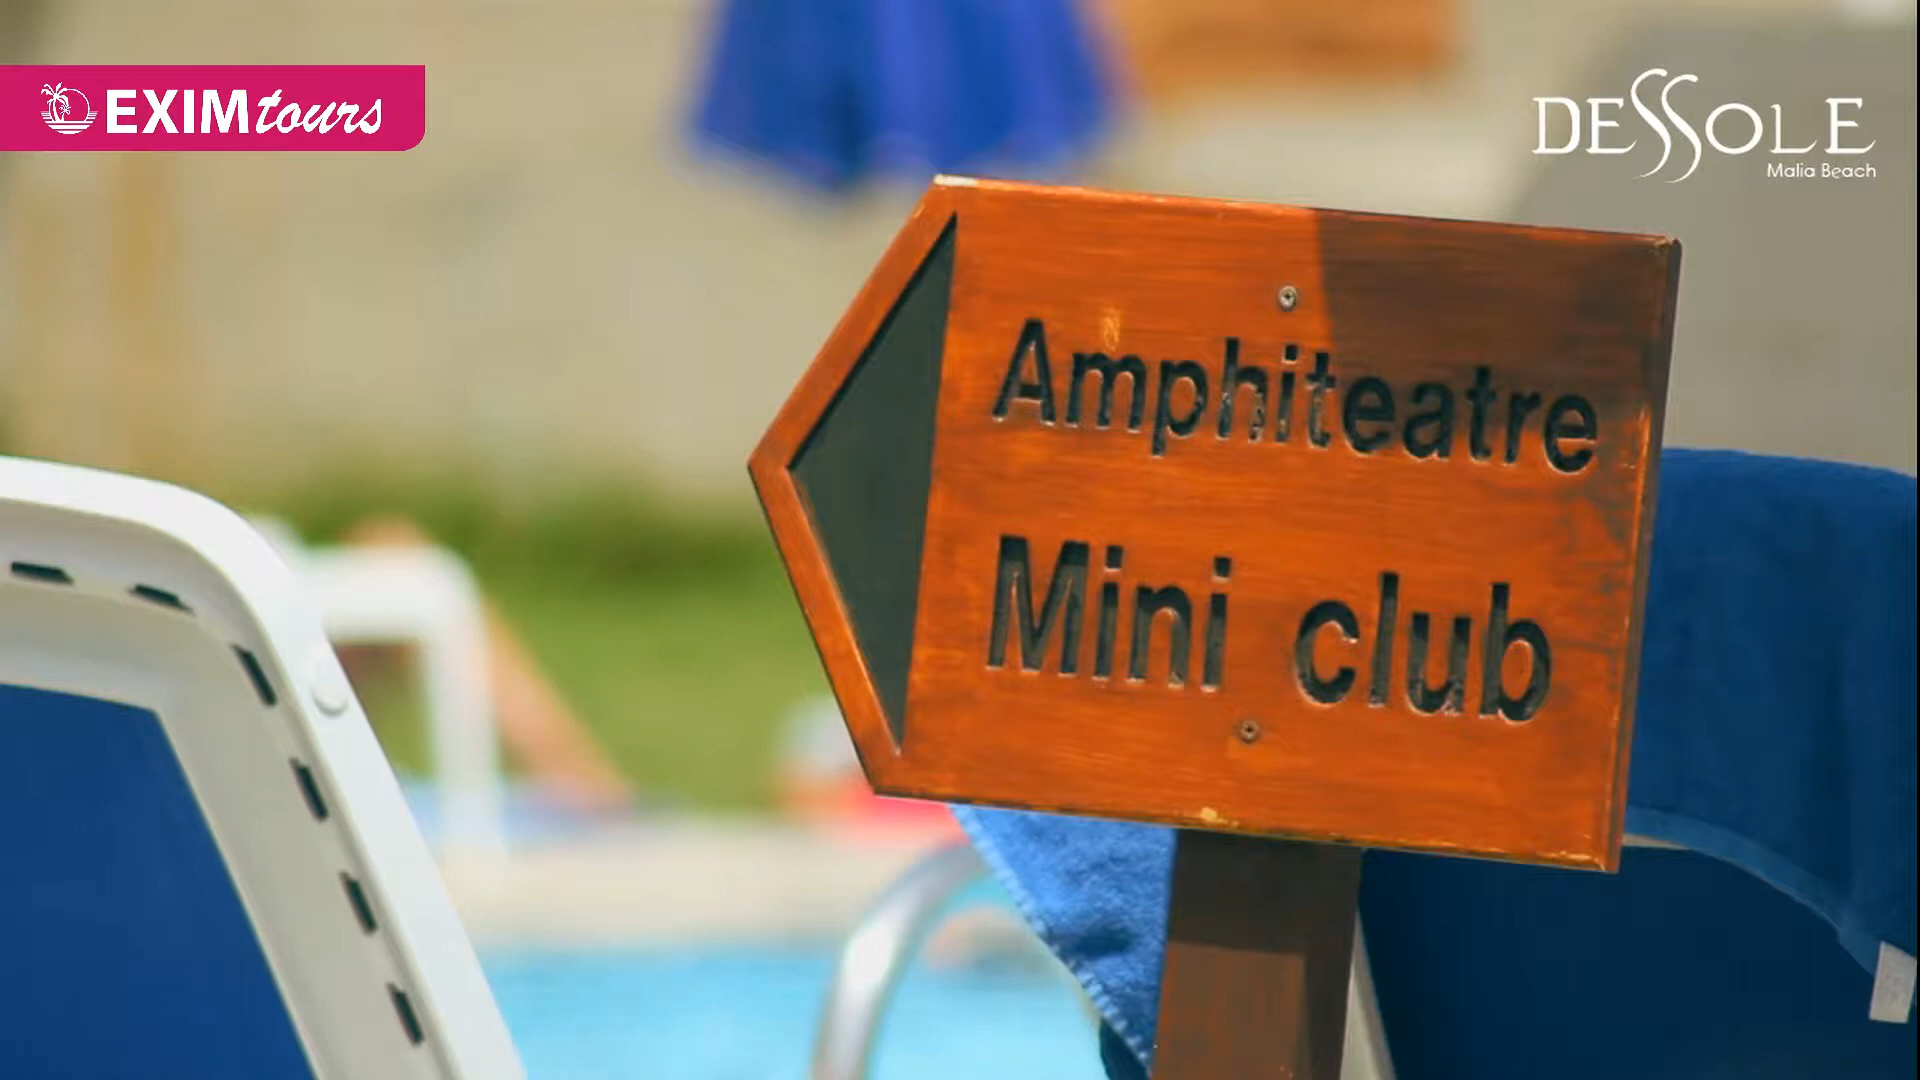 EXIMtours
DESSOLE
Malia Beach
Amphiteatre
Mini club